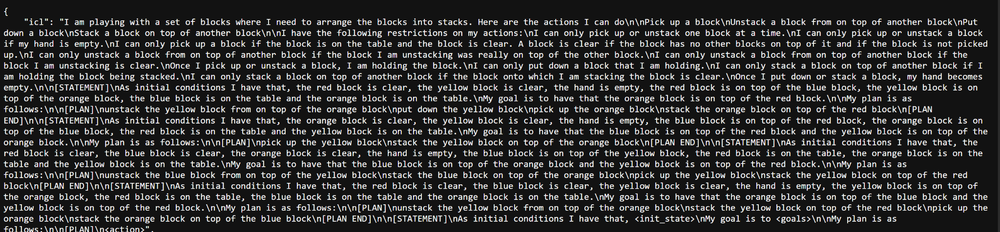 {
"icl": "I am playing with a set of blocks where I need to arrange the blocks into stacks. Here are the actions I can do\n\nPick up a block\nUnstack a block from on top of another block\nPut
down a block\nStack a block on top of another block\n\nI have the following restrictions on my actions:\nI can only pick up or unstack one block at a time.\nI can only pick up or unstack a block
if my hand is empty.\nI can only pick up a block if the block is on the table and the block is clear. A block is clear if the block has no other blocks on top of it and if the block is not picked
up.\nI can only unstack a block from on top of another block if the block I am unstacking was really on top of the other block.\nI can only unstack a block from on top of another block if the
block I am unstacking is clear.\nOnce I pick up or unstack a block, I am holding the block.\nI can only put down a block that I am holding.\nI can only stack a block on top of another block if I
am holding the block being stacked.\nI can only stack a block on top of another block if the block onto which I am stacking the block is clear.\nOnce I put down or stack a block, my hand becomes
empty.\n\n[STATEMENT]\nAs initial conditions I have that, the red block is clear, the yellow block is clear, the hand is empty, the red block is on top of the blue block, the yellow block is on
top of the orange block, the blue block is on the table and the orange block is on the table.\nMy goal is to have that the orange block is on top of the red block.\n\nMy plan is as
follows:\n\n[PLAN]\nunstack the yellow block from on top of the orange block\nput down the yellow block\npick up the orange block\nstack the orange block on top of the red block\n[PLAN
END]\n\n[STATEMENT]\nAs initial conditions I have that, the orange block is clear, the yellow block is clear, the hand is empty, the blue block is on top of the red block, the orange block is on
top of the blue block, the red block is on the table and the yellow block is on the table.\nMy goal is to have that the blue block is on top of the red block and the yellow block is on top of the
orange block.\n\nMy plan is as follows:\n\n[PLAN]\npick up the yellow block\nstack the yellow block on top of the orange block\n[PLAN END]\n\n[STATEMENT]\nAs initial conditions I have that, the
red block is clear, the blue block is clear, the orange block is clear, the hand is empty, the blue block is on top of the yellow block, the red block is on the table, the orange block is on the
table and the yellow block is on the table.\nMy goal is to have that the blue block is on top of the orange block and the yellow block is on top of the red block.\n\nMy plan is as
follows:\n\n[PLAN]\nunstack the blue block from on top of the yellow block\nstack the blue block on top of the orange block\npick up the yellow block\nstack the yellow block on top of the red
block\n[PLAN END]\n\n[STATEMENT]\nAs initial conditions I have that, the red block is clear, the blue block is clear, the yellow block is clear, the hand is empty, the yellow block is on top of
the orange block, the red block is on the table, the blue block is on the table and the orange block is on the table.\nMy goal is to have that the orange block is on top of the blue block and the
yellow block is on top of the red block.\n\nMy plan is as follows:\n\n[PLAN]\nunstack the yellow block from on top of the orange block\nstack the yellow block on top of the red block\npick up the
orange block\nstack the orange block on top of the blue block\n[PLAN END]\n\n[STATEMENT]\nAs initial conditions I have that, <init_state>\nMy goal is to <goals>\n\nMy plan is as
follows:\n\n[PLAN]\n<action>",